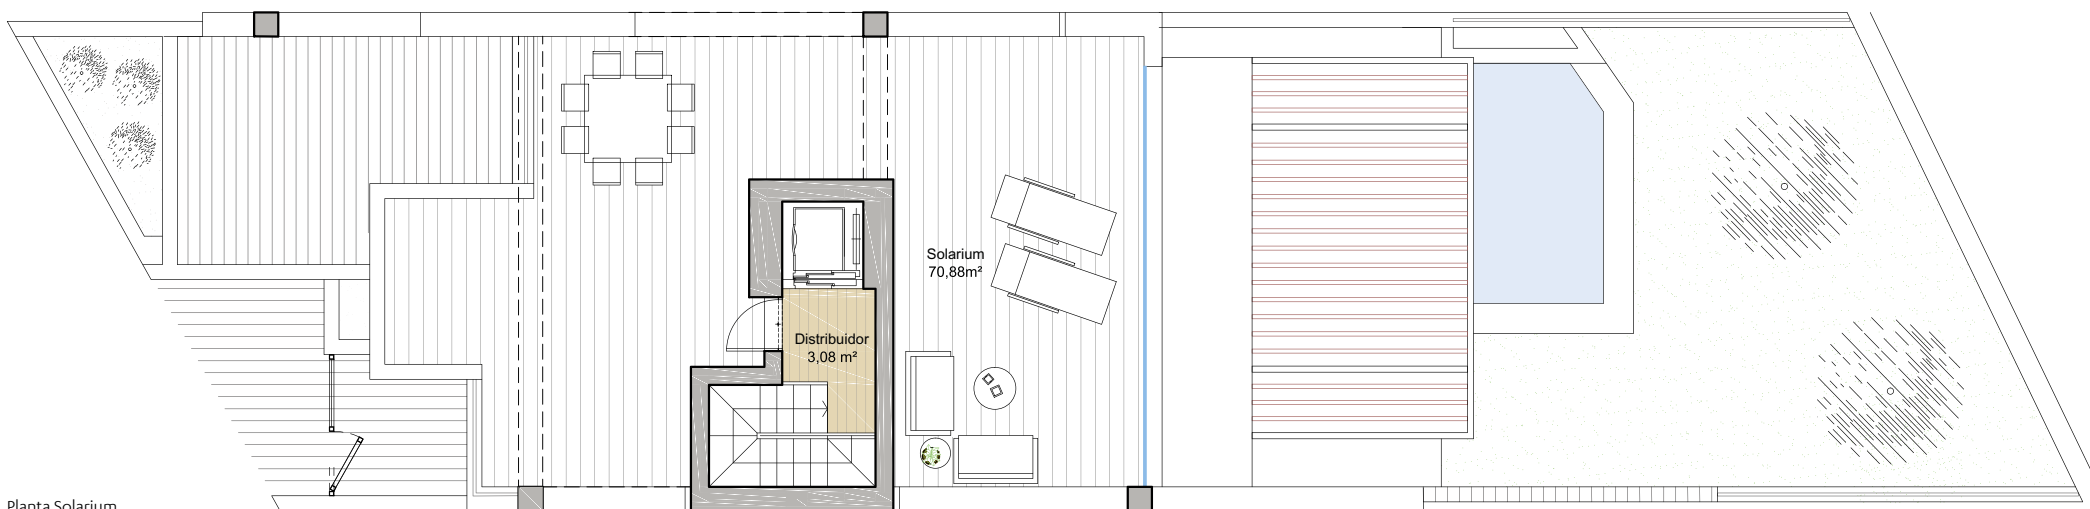 Solarium
70,88m²
Distribuidor
3,08 m²
Planta Solarium